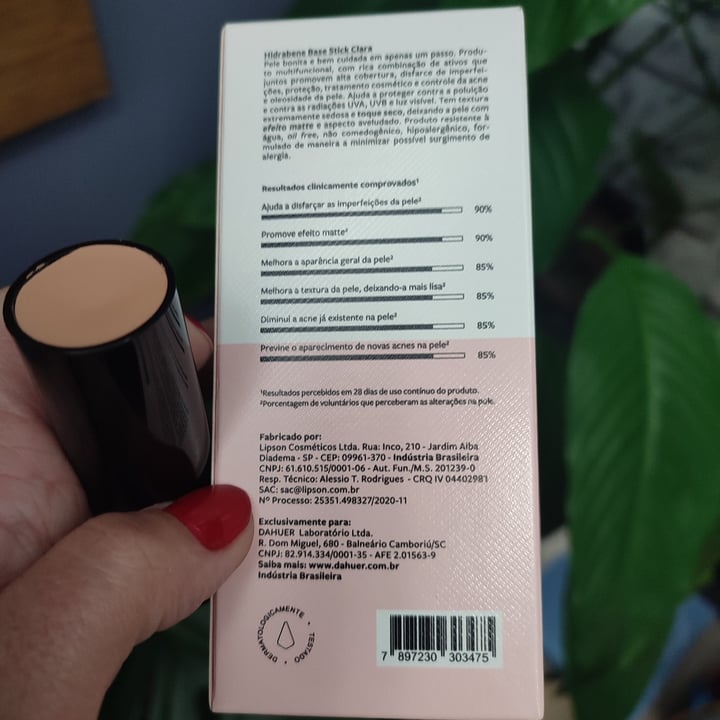 Hidrabene Base Stick Clara
Pele bonita e bem cuidada em apenas um passo. Produ-
to multifuncional, com rica combinação de ativos que
juntos promovem alta cobertura, disfarce de imperfei-
ções, proteção, tratamento cosmético e controle da acne
e oleosidade da pele. Ajuda a proteger contra a poluição
e contra as radiações UVA, UVB e luz visível. Tem textura
extremamente sedosa e toque seco, deixando a pele com
efeito matte e aspecto aveludado. Produto resistente à
água, oil free, não comedogênico, hipoalergênico, for-
mulado de maneira a minimizar possível surgimento de
alergia.
Resultados clinicamente comprovados¹
Ajuda a disfarçar as imperfeições da pele²
90%
Promove efeito matte²
90%
Melhora a aparência geral da pele²
85%
Melhora a textura da pele, deixando-a mais lisa²
85%
Diminui a acne já existente na pele²
85%
Previne o aparecimento de novas acnes na pele²
85%
¹Resultados percebidos em 28 dias de uso contínuo do produto.
²Porcentagem de voluntários que perceberam as alterações na pele.
Fabricado por:
Lipson Cosméticos Ltda. Rua: Inco, 210 - Jardim Alba
Diadema - SP - CEP: 09961-370 - Indústria Brasileira
CNPJ: 61.610.515/0001-06 - Aut. Fun./M.S. 201239-0
Resp. Técnico: Alessio T. Rodrigues - CRQ IV 04402981
SAC: sac@lipson.com.br
Nº Processo: 25351.498327/2020-11
Exclusivamente para:
DAHUER Laboratório Ltda.
R. Dom Miguel, 680 - Balneário Camboriú/SC
CNPJ: 82.914.334/0001-35 - AFE 2.01563-9
Saiba mais: www.dahuer.com.br
Indústria Brasileira
DERMATOLOGICAMENTE • TESTADO •
7 897230 303475